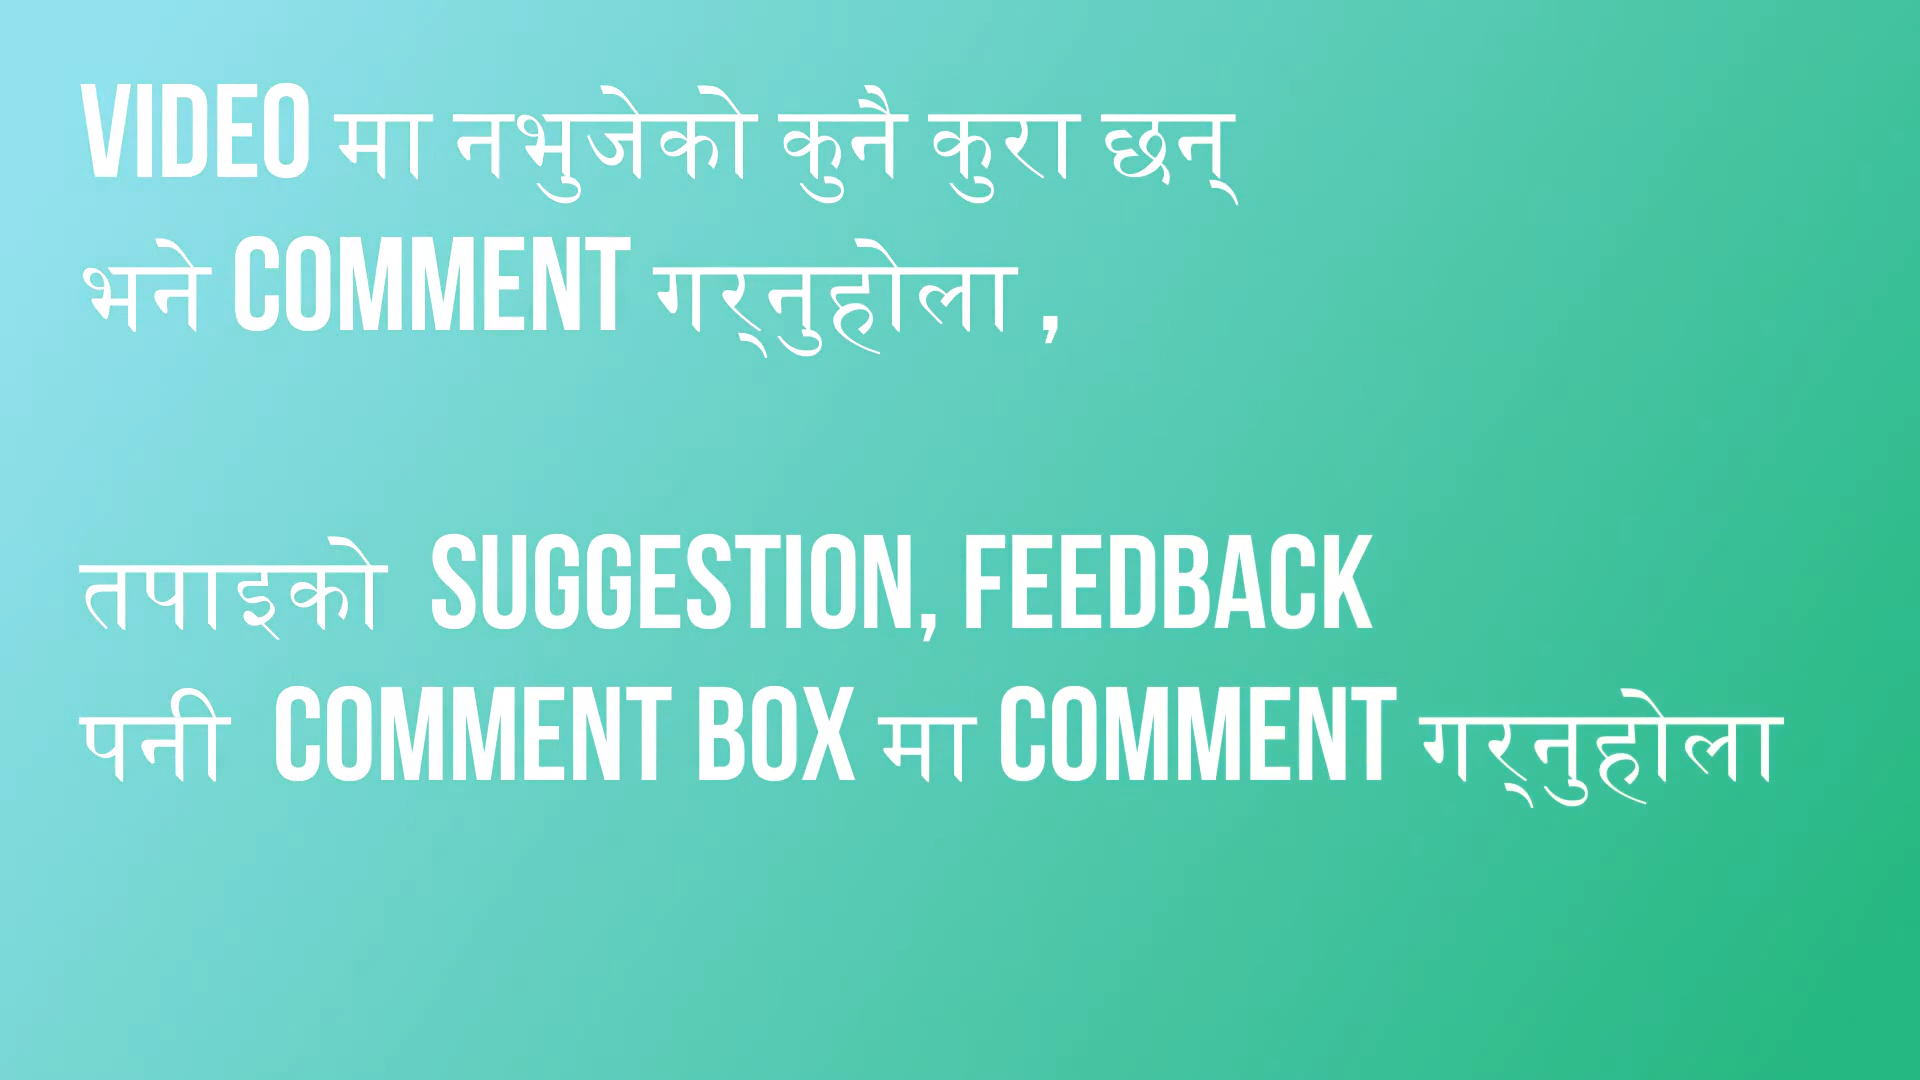 VIDEO मा नभुजेको कुनै कुरा छन्
भने COMMENT गर्‍नुहोला ,
तपाइको SUGGESTION, FEEDBACK
पनी COMMENT BOX मा COMMENT गर्‍नुहोला